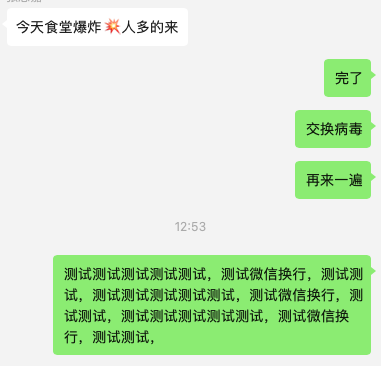 今天食堂爆炸💥人多的来
完了
交换病毒
再来一遍
12:53
测试测试测试测试测试，测试微信换行，测试测
试，测试测试测试测试测试，测试微信换行，测
试测试，测试测试测试测试测试，测试微信换
行，测试测试，